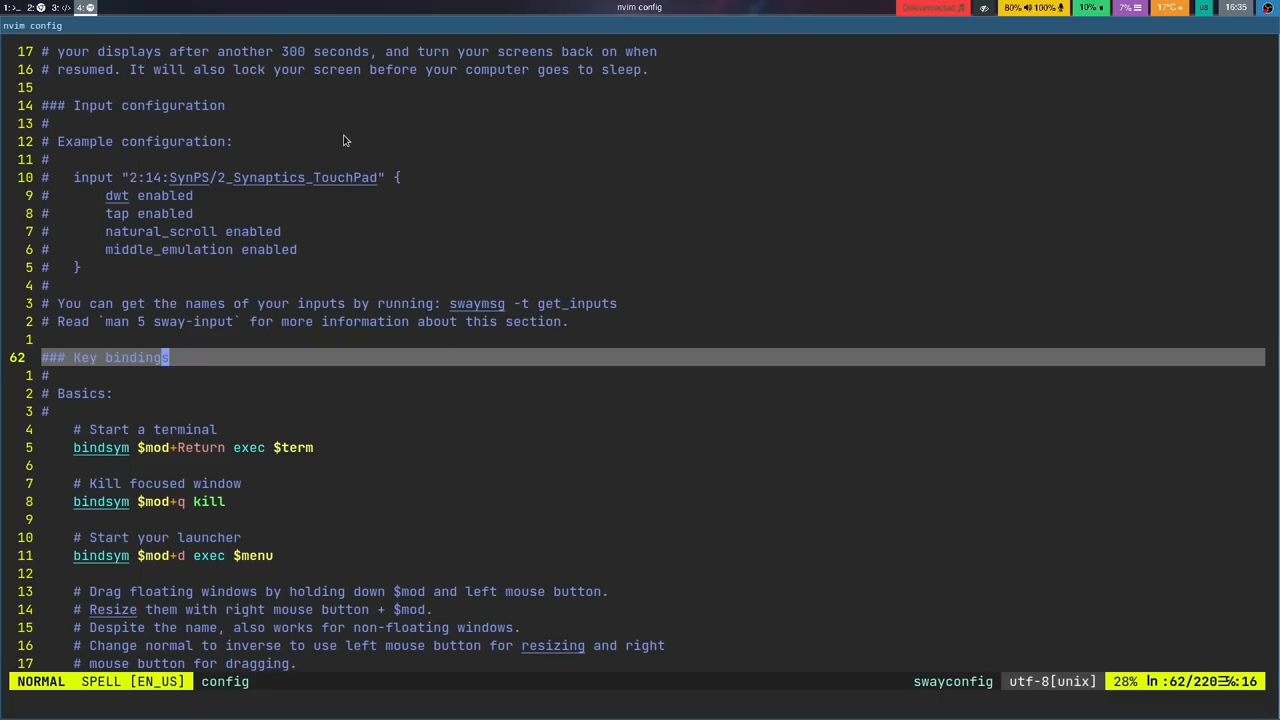 1: >_ 2: 3: </> 4: nvim config Disconnected 80% 100% 10% 7% 17°C us 16:35
nvim config
17 # your displays after another 300 seconds, and turn your screens back on when
16 # resumed. It will also lock your screen before your computer goes to sleep.
15
14 ### Input configuration
13 #
12 # Example configuration:
11 #
10 #   input "2:14:SynPS/2_Synaptics_TouchPad" {
9 #       dwt enabled
8 #       tap enabled
7 #       natural_scroll enabled
6 #       middle_emulation enabled
5 #   }
4 #
3 # You can get the names of your inputs by running: swaymsg -t get_inputs
2 # Read `man 5 sway-input` for more information about this section.
1
62 ### Key bindings
1 #
2 # Basics:
3 #
4     # Start a terminal
5     bindsym $mod+Return exec $term
6
7     # Kill focused window
8     bindsym $mod+q kill
9
10     # Start your launcher
11     bindsym $mod+d exec $menu
12
13     # Drag floating windows by holding down $mod and left mouse button.
14     # Resize them with right mouse button + $mod.
15     # Despite the name, also works for non-floating windows.
16     # Change normal to inverse to use left mouse button for resizing and right
17     # mouse button for dragging.
NORMAL SPELL [EN_US] config swayconfig utf-8[unix] 28% ln :62/220 :16